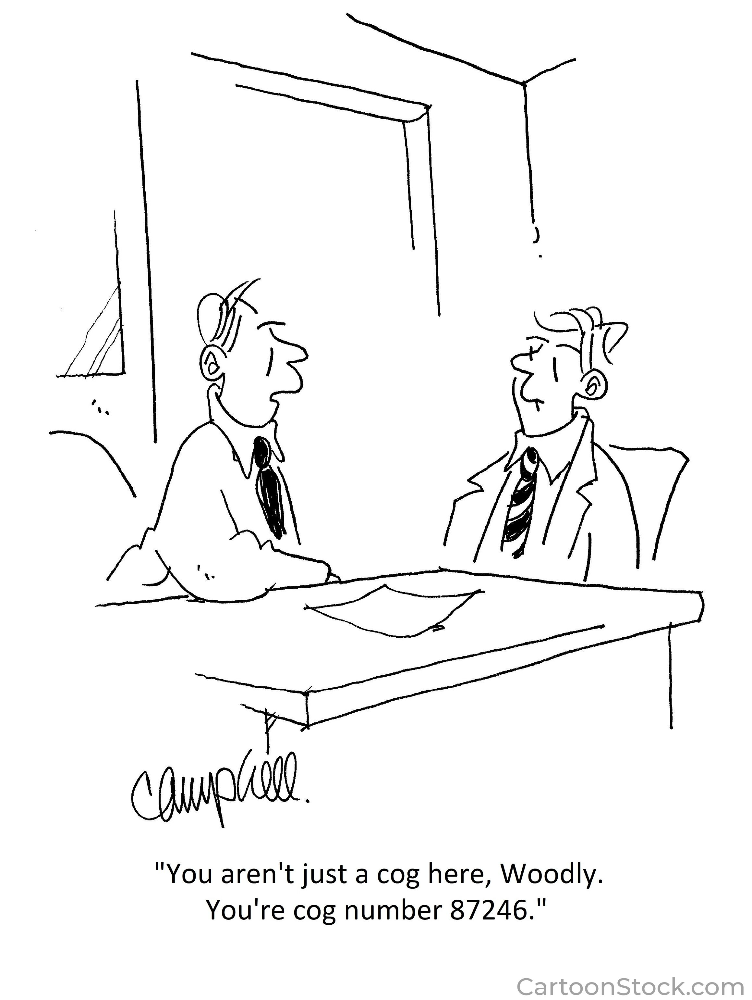 Campbell.
"You aren't just a cog here, Woodly.
You're cog number 87246."
CartoonStock.com